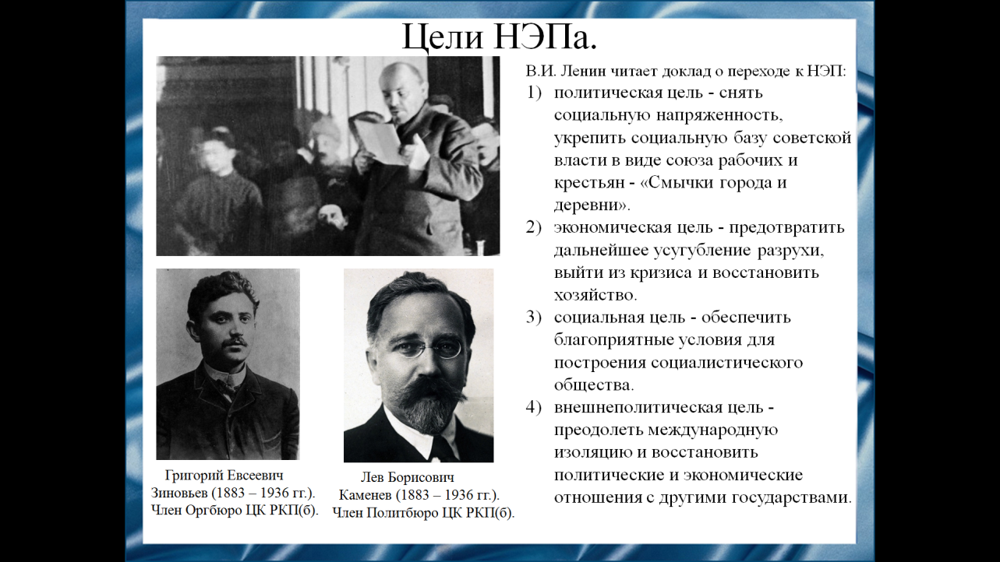 Цели НЭПа.
В.И. Ленин читает доклад о переходе к НЭП:
1) политическая цель - снять
социальную напряженность,
укрепить социальную базу советской
власти в виде союза рабочих и
крестьян - «Смычки города и
деревни».
2) экономическая цель - предотвратить
дальнейшее усугубление разрухи,
выйти из кризиса и восстановить
хозяйство.
3) социальная цель - обеспечить
благоприятные условия для
построения социалистического
общества.
4) внешнеполитическая цель -
преодолеть международную
изоляцию и восстановить
политические и экономические
отношения с другими государствами.
Григорий Евсеевич
Зиновьев (1883 – 1936 гг.).
Член Оргбюро ЦК РКП(б).
Лев Борисович
Каменев (1883 – 1936 гг.).
Член Политбюро ЦК РКП(б).